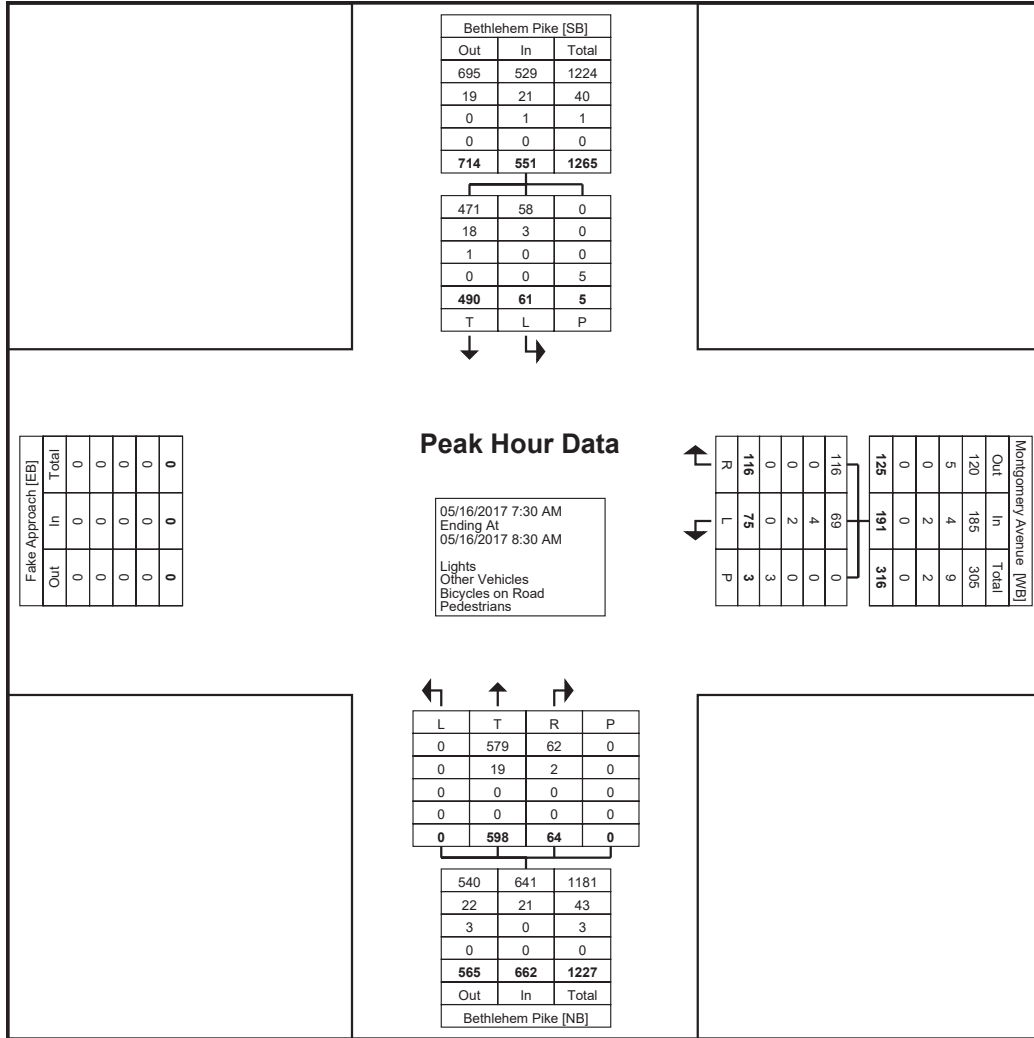 Bethlehem Pike [SB]
Out In Total
695 529 1224
19 21 40
0 1 1
0 0 0
714 551 1265
471 58 0
18 3 0
1 0 0
0 0 5
490 61 5
T L P
Fake Approach [EB]
Total 0 0 0 0 0
In 0 0 0 0 0
Out 0 0 0 0 0
Peak Hour Data
05/16/2017 7:30 AM
Ending At
05/16/2017 8:30 AM
Lights
Other Vehicles
Bicycles on Road
Pedestrians
Montgomery Avenue [WB]
Out In Total
120 185 305
5 4 9
0 2 2
0 0 0
125 191 316
116 69 0
0 4 0
0 2 0
0 0 3
116 75 3
R L P
L T R P
0 579 62 0
0 19 2 0
0 0 0 0
0 0 0 0
0 598 64 0
540 641 1181
22 21 43
3 0 3
0 0 0
565 662 1227
Out In Total
Bethlehem Pike [NB]